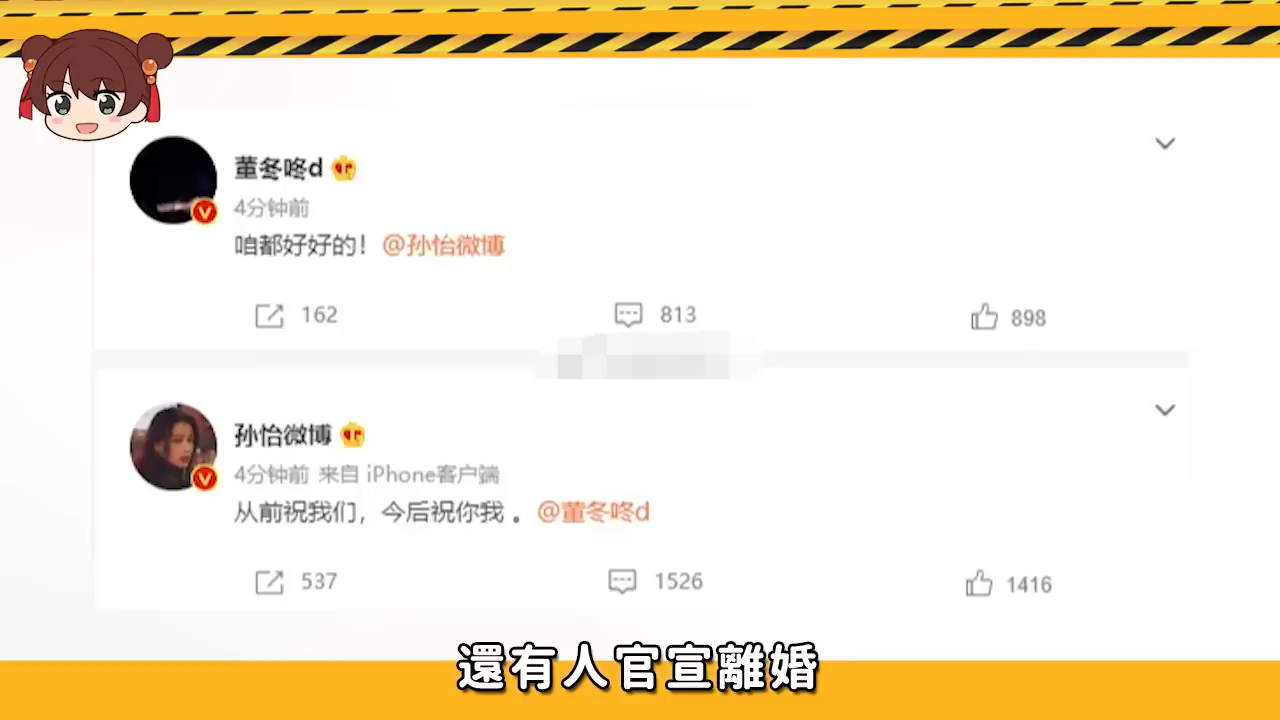 董冬咚d
4分钟前
咱都好好的！ @孙怡微博
162 813 898
孙怡微博
4分钟前 来自 iPhone客户端
从前祝我们，今后祝你我 。 @董冬咚d
537 1526 1416
還有人官宣離婚